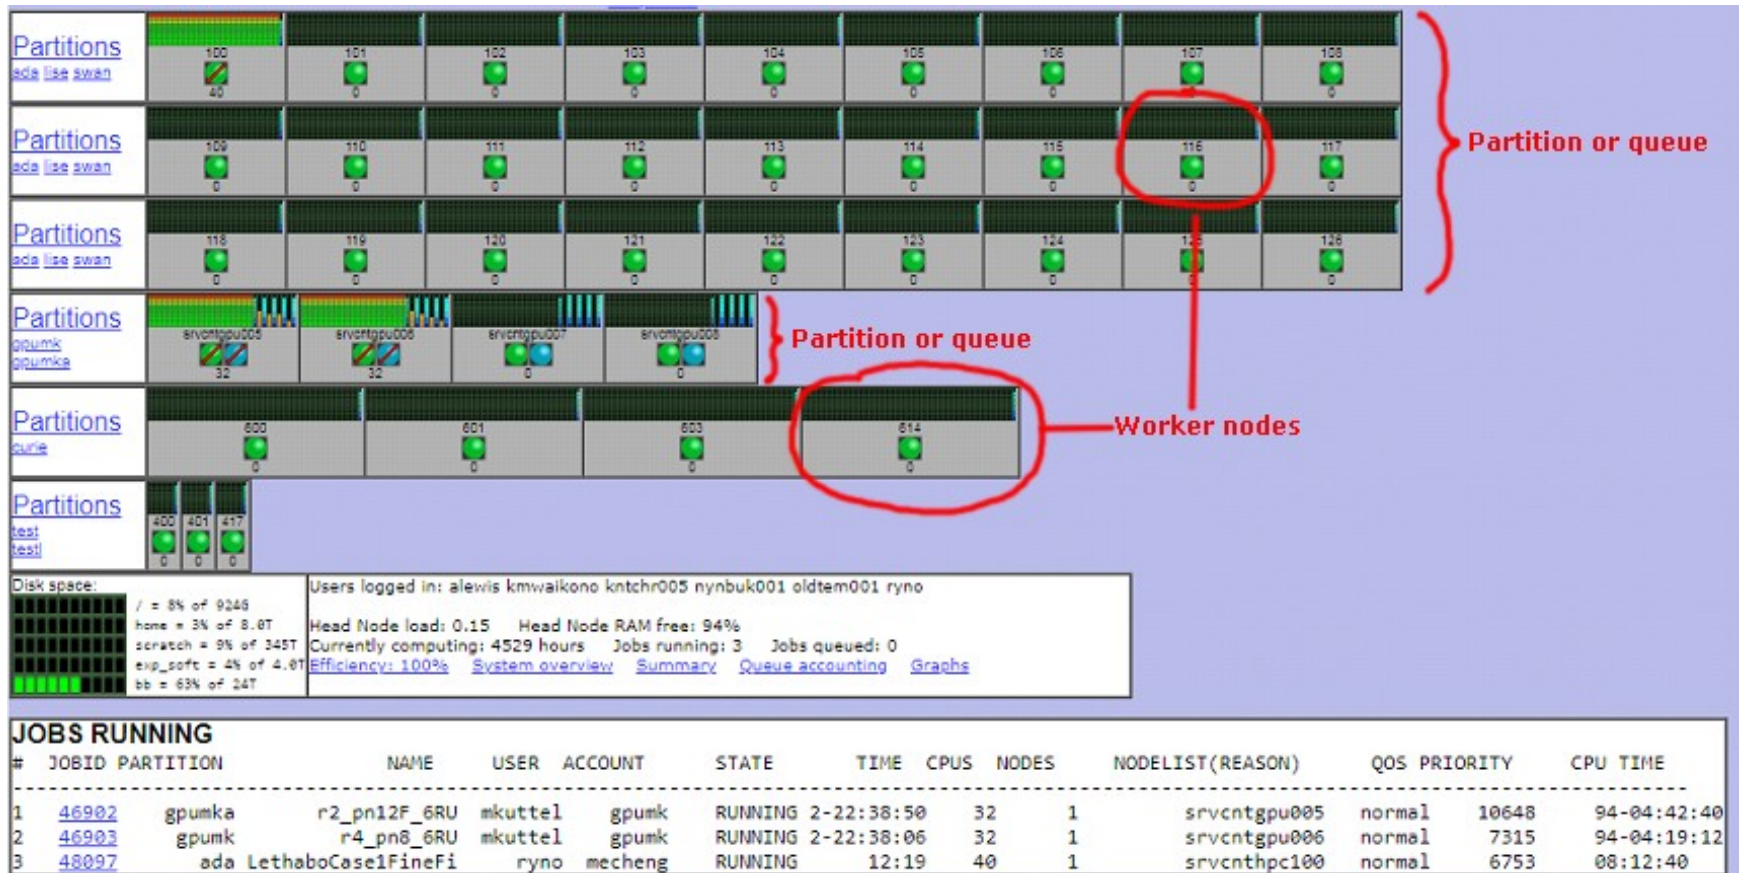 Partitions
ada lise swan
100 101 102 103 104 105 106 107 108
40 0 0 0 0 0 0 0 0
Partitions
ada lise swan
109 110 111 112 113 114 115 116 117
0 0 0 0 0 0 0 0 0
Partition or queue
Partitions
ada lise swan
118 119 120 121 122 123 124 125 126
0 0 0 0 0 0 0 0 0
Partitions
gpumk
gpumka
srvcntgpu005 srvcntgpu006 srvcntgpu007 srvcntgpu008
32 32 0 0
Partition or queue
Partitions
curie
600 601 603 614
0 0 0 0
Worker nodes
Partitions
test
testl
400 401 417
0 0 0
Disk space:
/ = 8% of 924G
home = 3% of 8.0T
scratch = 9% of 345T
exp_soft = 4% of 4.0T
bb = 63% of 24T
Users logged in: alewis kmwaikono kntchr005 nynbuk001 oldtem001 ryno
Head Node load: 0.15 Head Node RAM free: 94%
Currently computing: 4529 hours Jobs running: 3 Jobs queued: 0
Efficiency: 100% System overview Summary Queue accounting Graphs
JOBS RUNNING
# JOBID PARTITION NAME USER ACCOUNT STATE TIME CPUS NODES NODELIST(REASON) QOS PRIORITY CPU TIME
1 46902 gpumka r2_pn12F_6RU mkuttel gpumk RUNNING 2-22:38:50 32 1 srvcntgpu005 normal 10648 94-04:42:40
2 46903 gpumk r4_pn8_6RU mkuttel gpumk RUNNING 2-22:38:06 32 1 srvcntgpu006 normal 7315 94-04:19:12
3 48097 ada LethaboCase1FineFi ryno mecheng RUNNING 12:19 40 1 srvcnthpc100 normal 6753 08:12:40